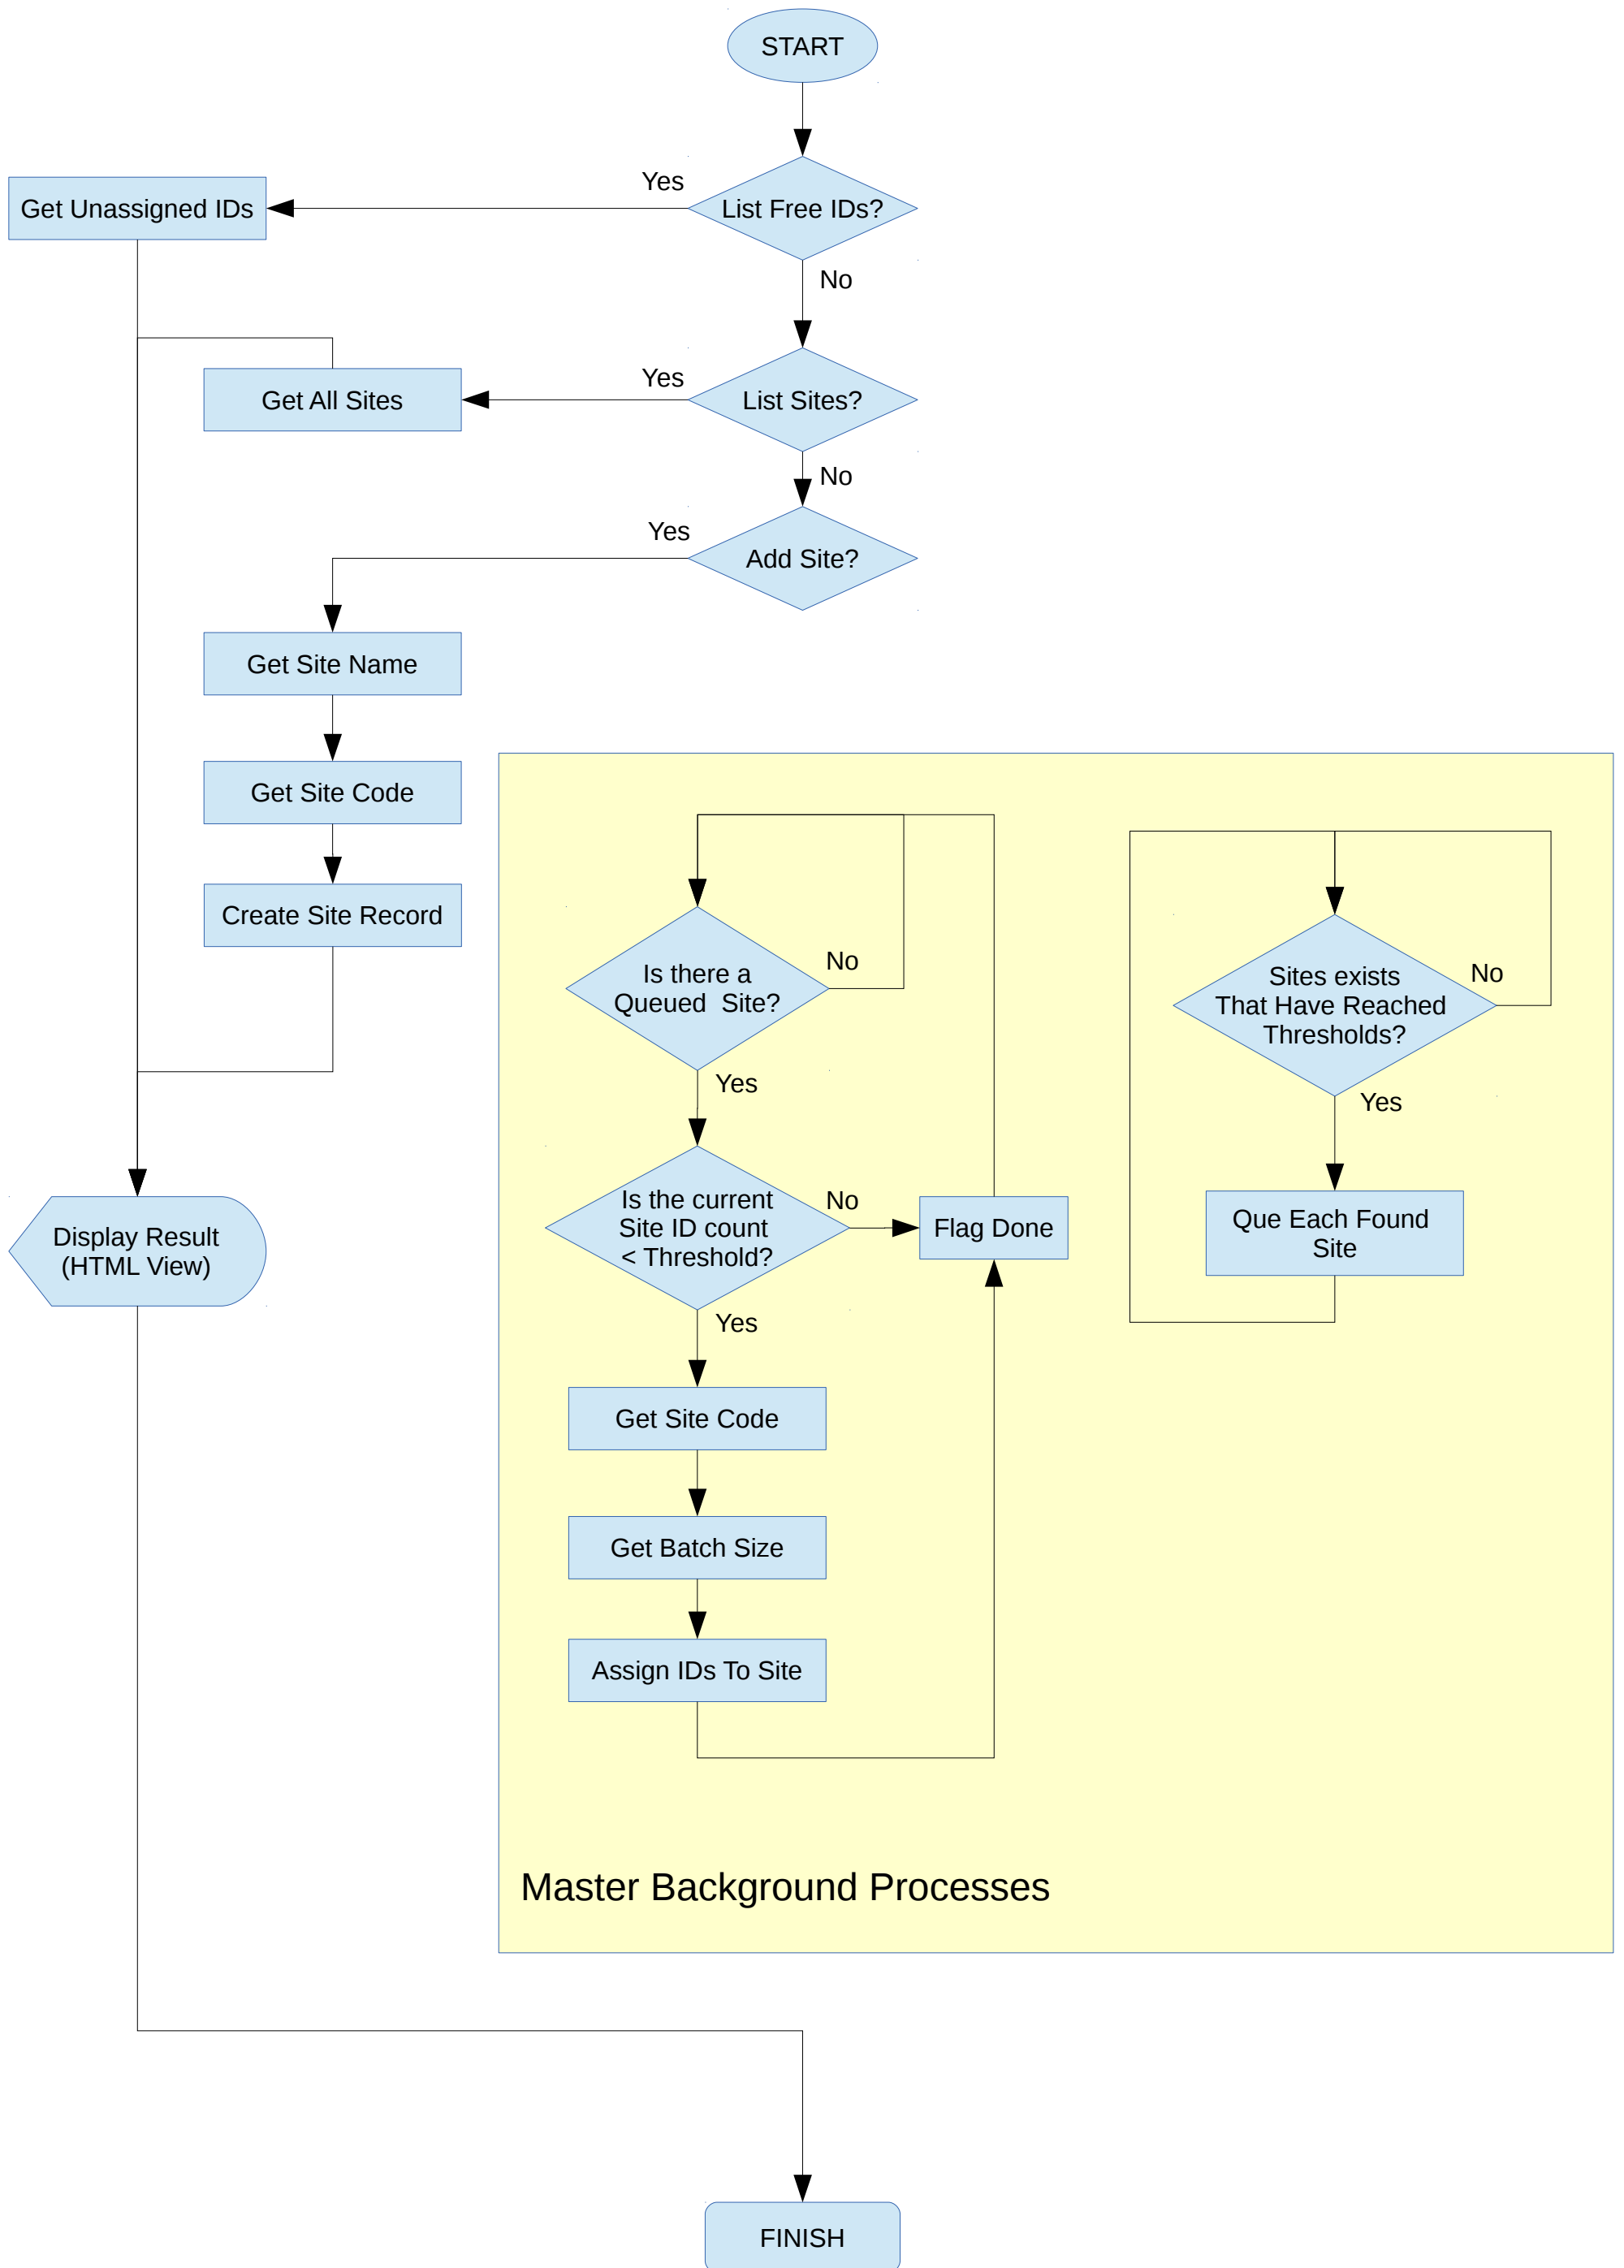 START
Yes
List Free IDs?
Get Unassigned IDs
No
Yes
List Sites?
Get All Sites
No
Yes
Add Site?
Get Site Name
Get Site Code
Create Site Record
Is there a
Queued  Site?
No
Yes
Is the current
Site ID count
< Threshold?
No
Flag Done
Yes
Get Site Code
Get Batch Size
Assign IDs To Site
Sites exists
That Have Reached
Thresholds?
No
Yes
Que Each Found
Site
Master Background Processes
Display Result
(HTML View)
FINISH